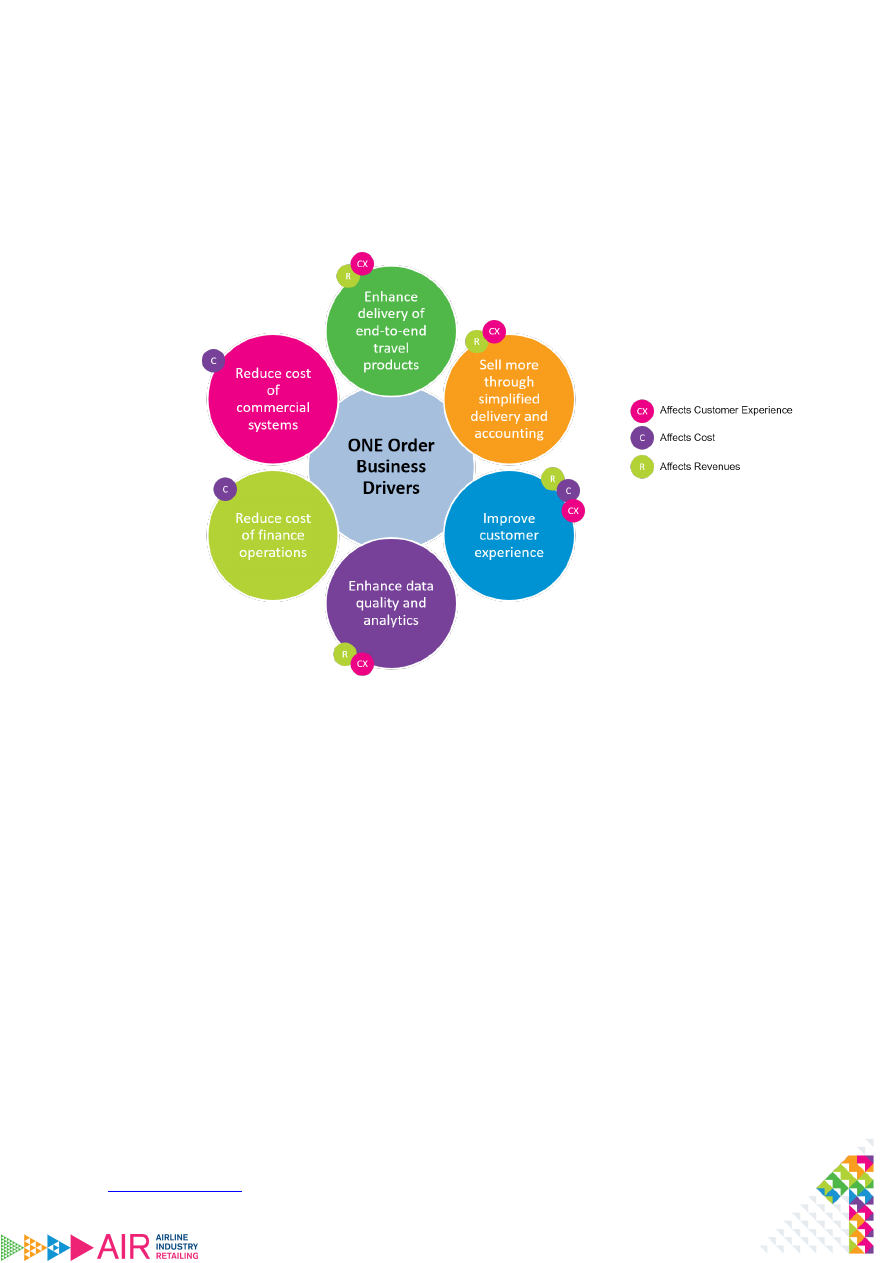 CX
R
Enhance
delivery of
end-to-end
travel
products
CX
R
Sell more
through
simplified
delivery and
accounting
C
Reduce cost
of
commercial
systems
ONE Order
Business
Drivers
CX Affects Customer Experience
C Affects Cost
R Affects Revenues
R
C
CX
Improve
customer
experience
C
Reduce cost
of finance
operations
Enhance data
quality and
analytics
R
CX
AIR
AIRLINE
INDUSTRY
RETAILING